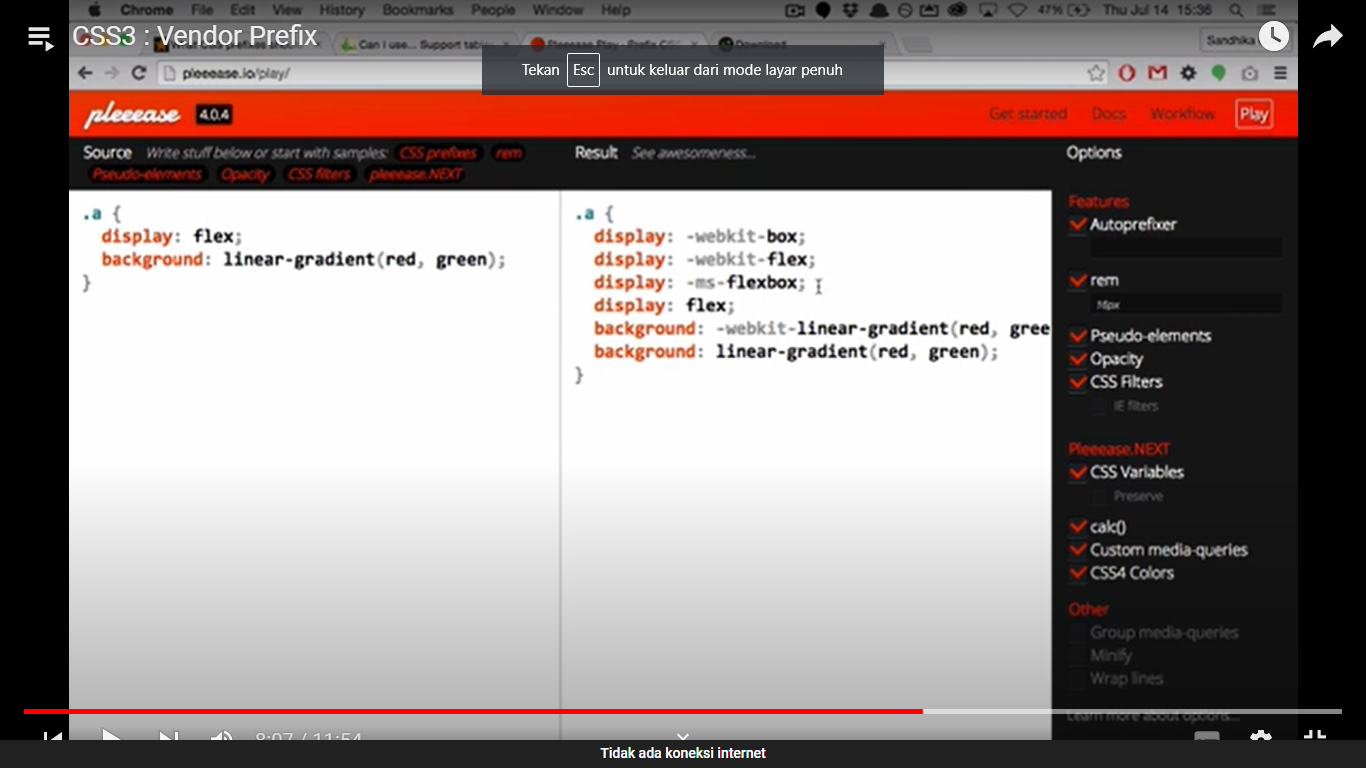 Chrome File Edit View History Bookmarks People Window Help 47% Thu Jul 14 15:36
CSS3 : Vendor Prefix
Can I use... Support tables
Pleeease Play - Prefix CSS
Download
Sandhika
Tekan Esc untuk keluar dari mode layar penuh
pleeease.io/play/
pleeease 4.0.4 Get started Docs Workflow Play
Source Write stuff below or start with samples: CSS prefixes rem
Pseudo-elements Opacity CSS filters pleeease.NEXT
Result See awesomeness...
Options
.a {
display: flex;
background: linear-gradient(red, green);
}
.a {
display: -webkit-box;
display: -webkit-flex;
display: -ms-flexbox;
display: flex;
background: -webkit-linear-gradient(red, gree
background: linear-gradient(red, green);
}
Features
Autoprefixer
rem
16px
Pseudo-elements
Opacity
CSS Filters
IE filters
Pleeease.NEXT
CSS Variables
Preserve
calc()
Custom media-queries
CSS4 Colors
Other
Group media-queries
Minify
Wrap lines
Learn more about options...
8:07 / 11:54
Tidak ada koneksi internet